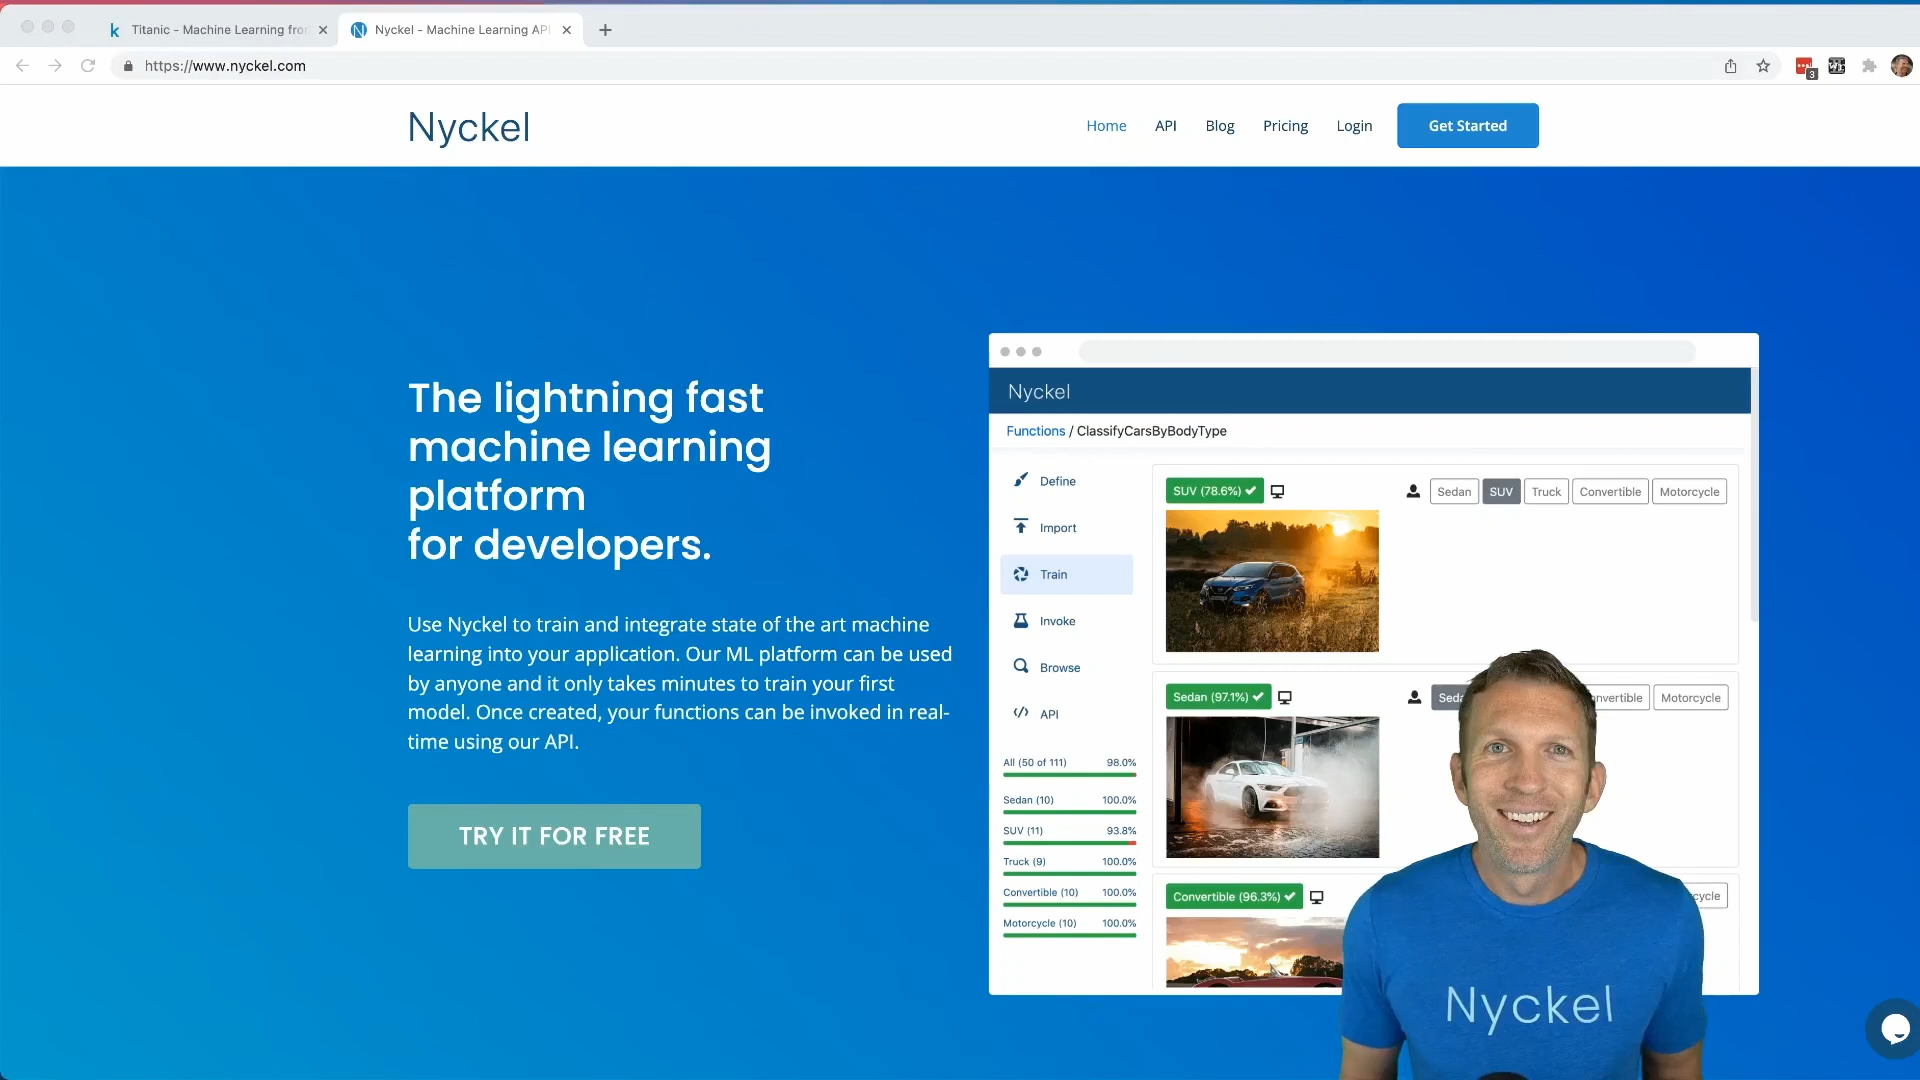 Titanic - Machine Learning fro
Nyckel - Machine Learning AP
https://www.nyckel.com
3
Nyckel
Home
API
Blog
Pricing
Login
Get Started
The lightning fast
machine learning
platform
for developers.
Use Nyckel to train and integrate state of the art machine
learning into your application. Our ML platform can be used
by anyone and it only takes minutes to train your first
model. Once created, your functions can be invoked in real-
time using our API.
TRY IT FOR FREE
Nyckel
Functions / ClassifyCarsByBodyType
Define
Import
Train
Invoke
Browse
API
All (50 of 111) 98.0%
Sedan (10) 100.0%
SUV (11) 93.8%
Truck (9) 100.0%
Convertible (10) 100.0%
Motorcycle (10) 100.0%
SUV (78.6%)
Sedan SUV Truck Convertible Motorcycle
Sedan (97.1%)
Seda nvertible Motorcycle
Convertible (96.3%)
cycle
Nyckel